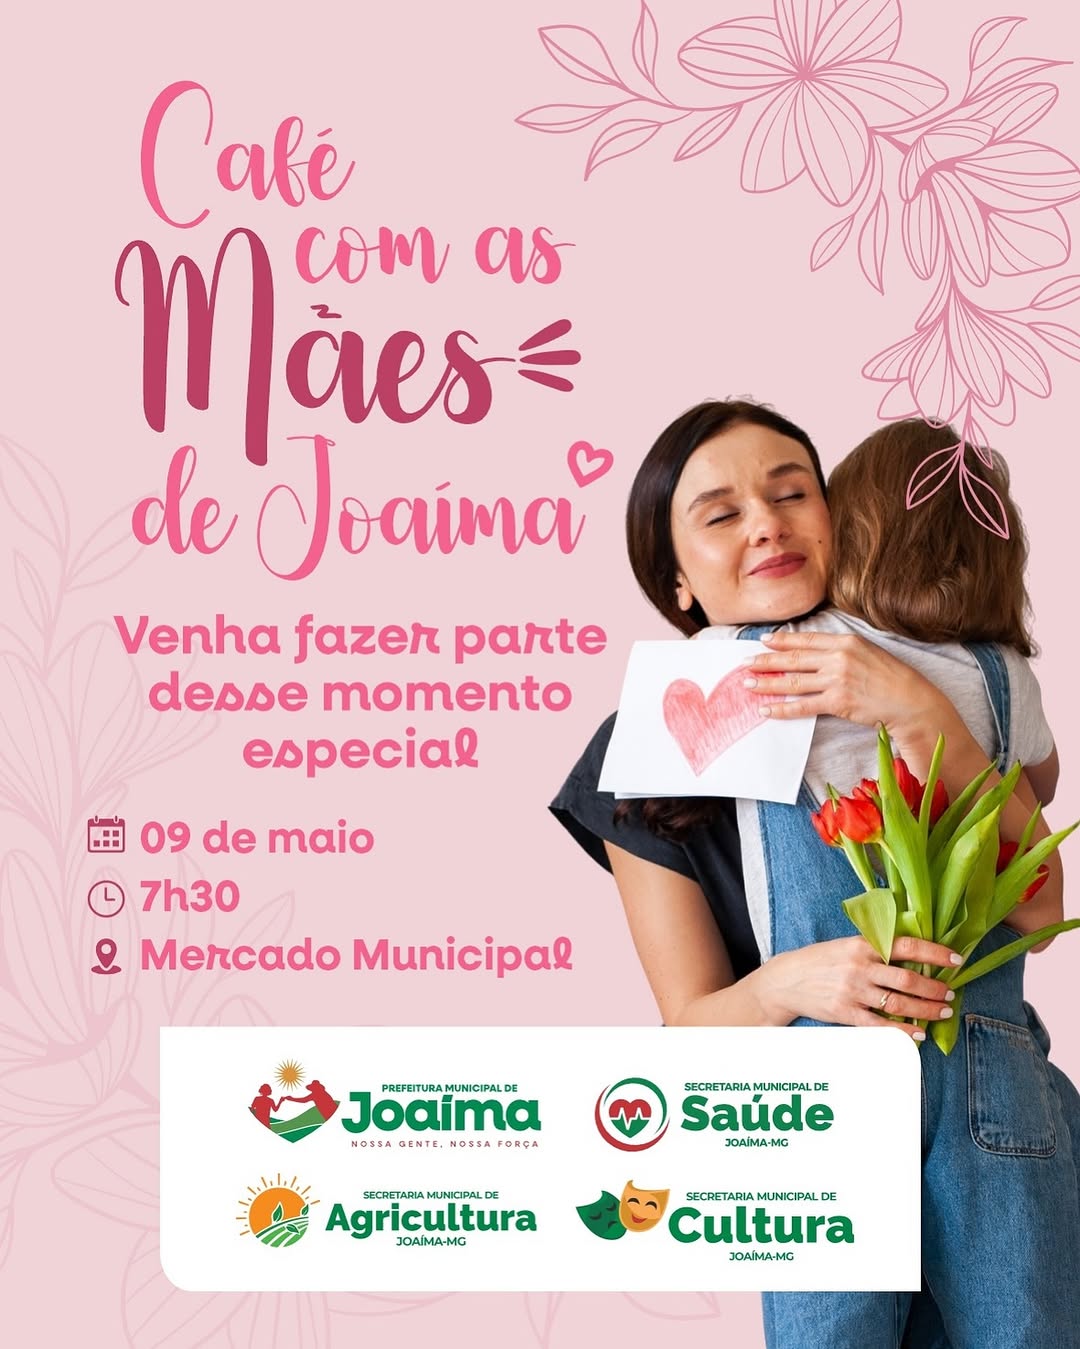 Café
com as
Mães
de Joaíma
Venha fazer parte
desse momento
especial
09 de maio
7h30
Mercado Municipal
PREFEITURA MUNICIPAL DE
Joaíma
NOSSA GENTE, NOSSA FORÇA
SECRETARIA MUNICIPAL DE
Saúde
JOAÍMA-MG
SECRETARIA MUNICIPAL DE
Agricultura
JOAÍMA-MG
SECRETARIA MUNICIPAL DE
Cultura
JOAÍMA-MG